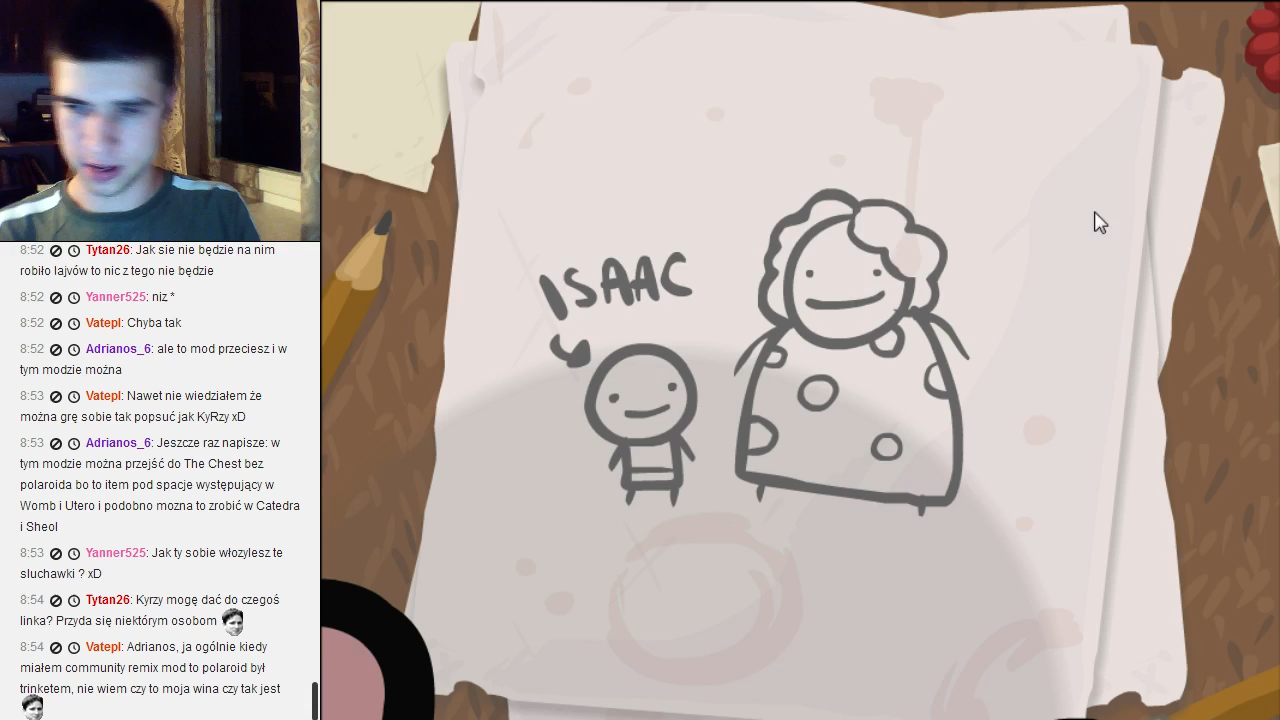 8:52 Tytan26: Jak sie nie będzie na nim
robiło lajów to nic z tego nie będzie
8:52 Yanner525: niz *
8:52 Vatepl: Chyba tak
8:52 Adrianos_6: ale to mod przeciesz i w
tym modzie można
8:53 Vatepl: Nawet nie wiedziałem że
można grę sobie tak popsuć jak KyRzy xD
8:53 Adrianos_6: Jeszcze raz napisze: w
tym modzie można przejść do The Chest bez
polaroida bo to item pod spacje występujący w
Womb i Utero i podobno mozna to zrobić w Catedra
i Sheol
8:53 Yanner525: Jak ty sobie włozylesz te
sluchawki ? xD
8:54 Tytan26: Kyrzy mogę dać do czegoś
linka? Przyda się niektórym osobom
8:54 Vatepl: Adrianos, ja ogólnie kiedy
miałem community remix mod to polaroid był
trinketem, nie wiem czy to moja wina czy tak jest
ISAAC